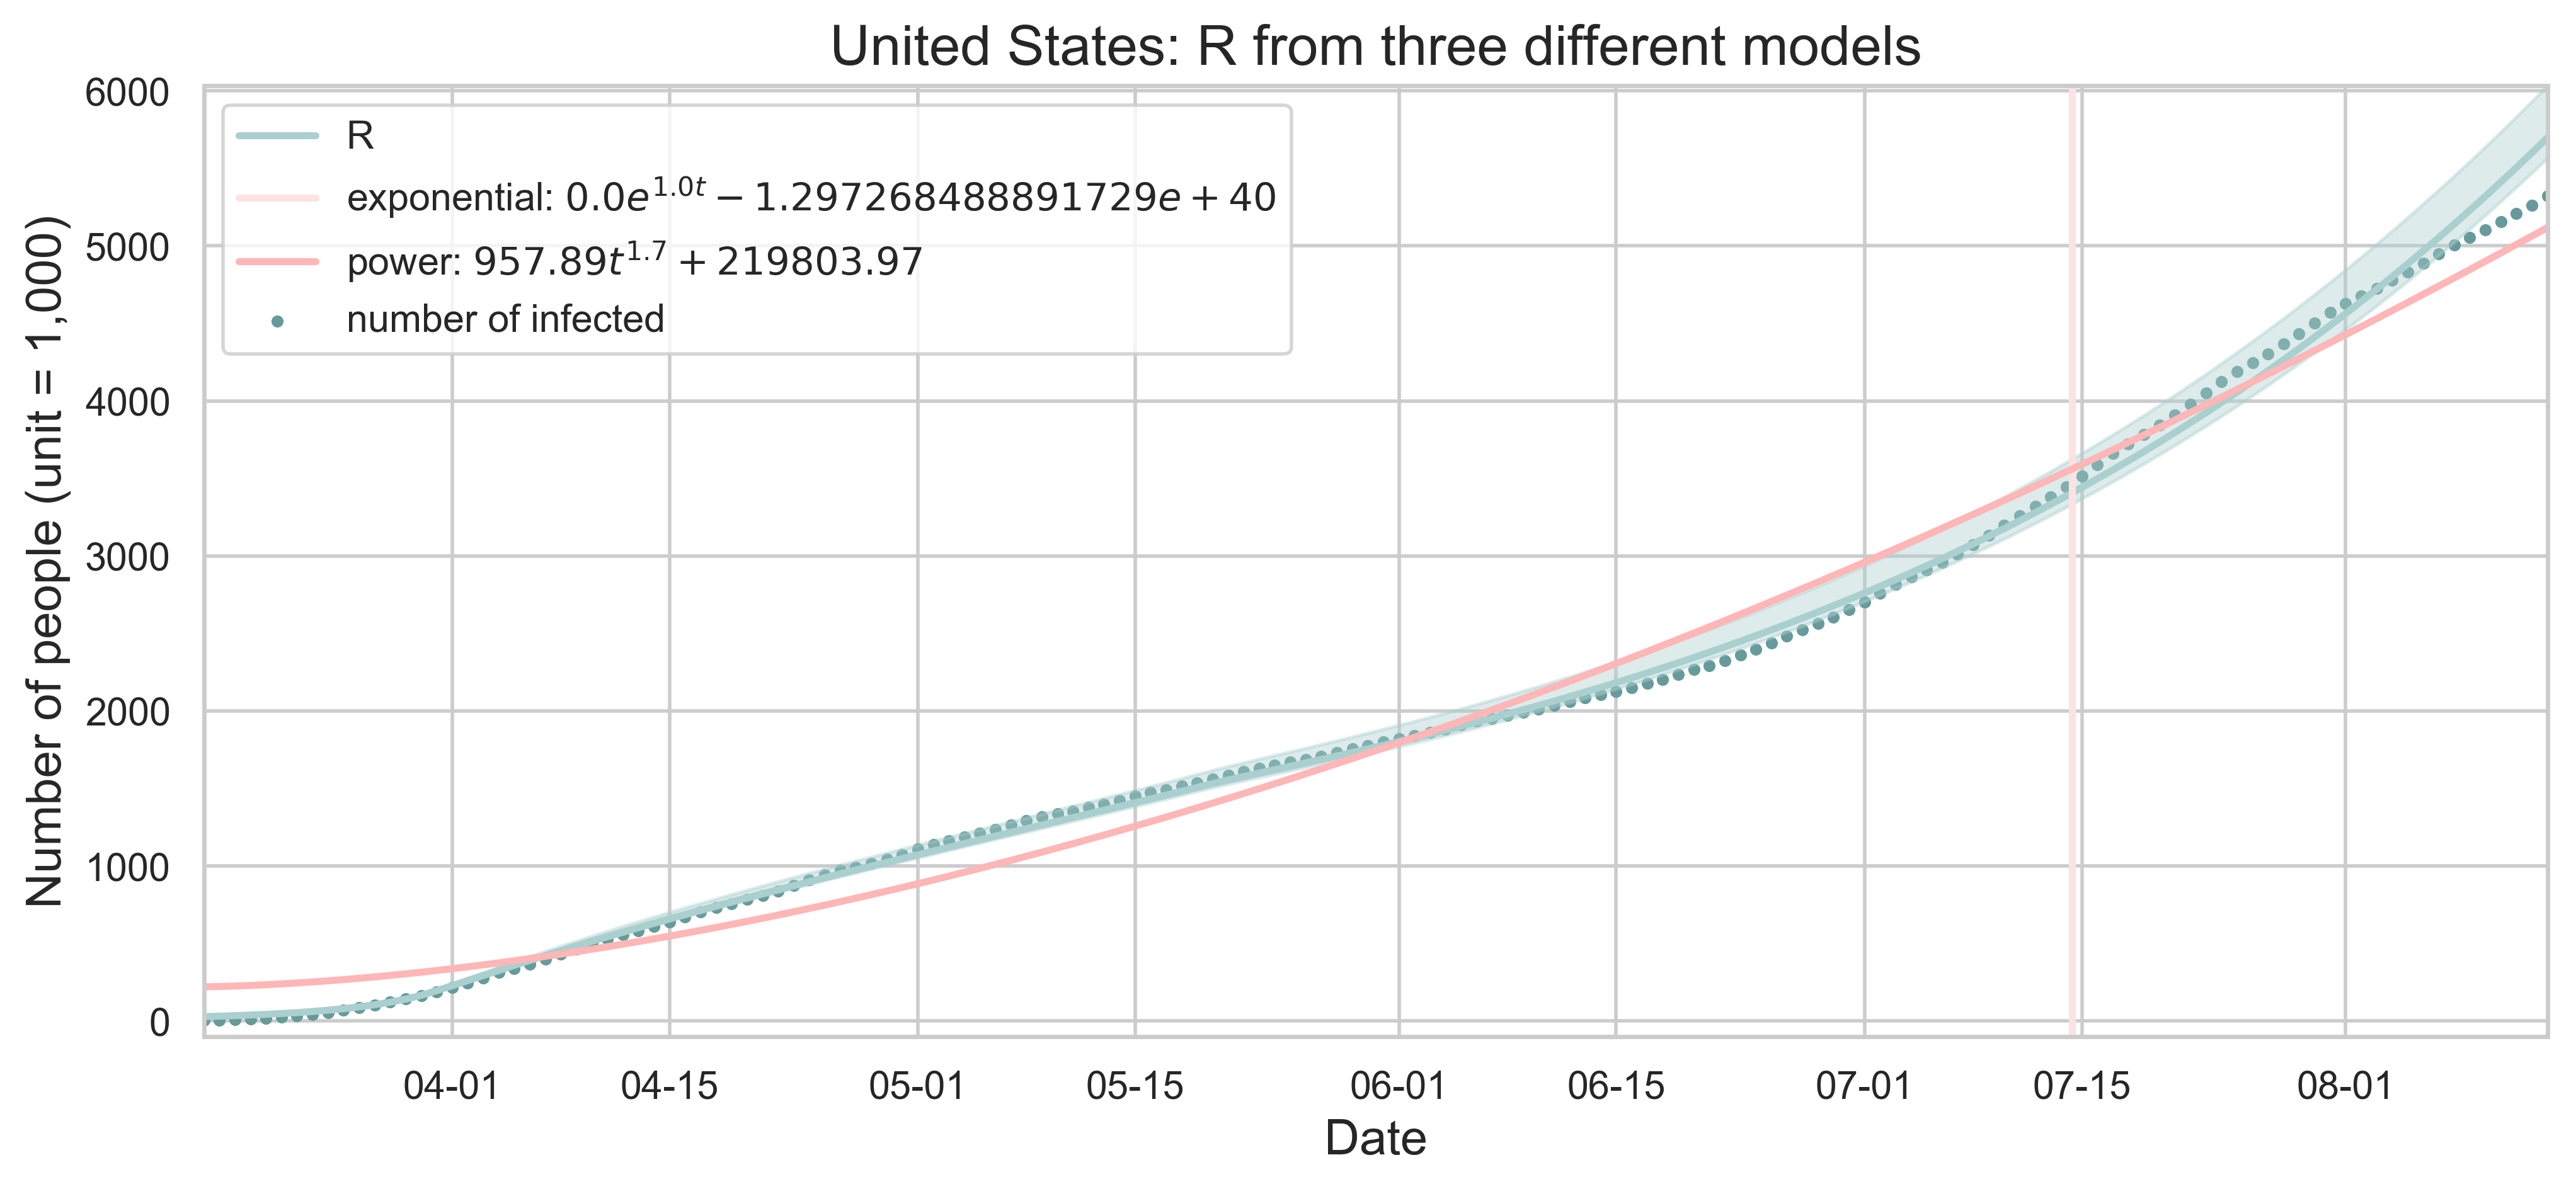 United States: R from three different models
6000
5000
4000
3000
2000
1000
0
Number of people (unit = 1,000)
R
exponential: 0.0e^{1.0t} − 1.2972684888891729e + 40
power: 957.89t^{1.7} + 219803.97
number of infected
04-01 04-15 05-01 05-15 06-01 06-15 07-01 07-15 08-01
Date